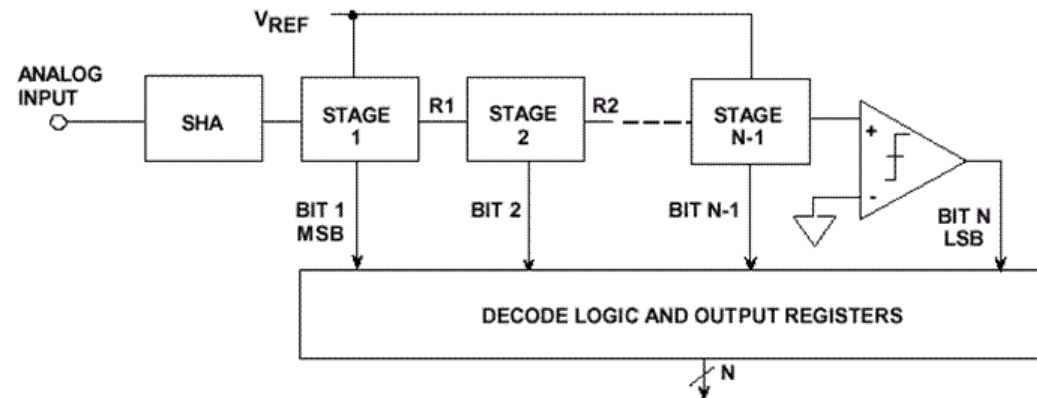 VREF
ANALOG
INPUT
SHA
STAGE
1
R1
STAGE
2
R2
STAGE
N-1
+
-
BIT 1
MSB
BIT 2
BIT N-1
BIT N
LSB
DECODE LOGIC AND OUTPUT REGISTERS
N